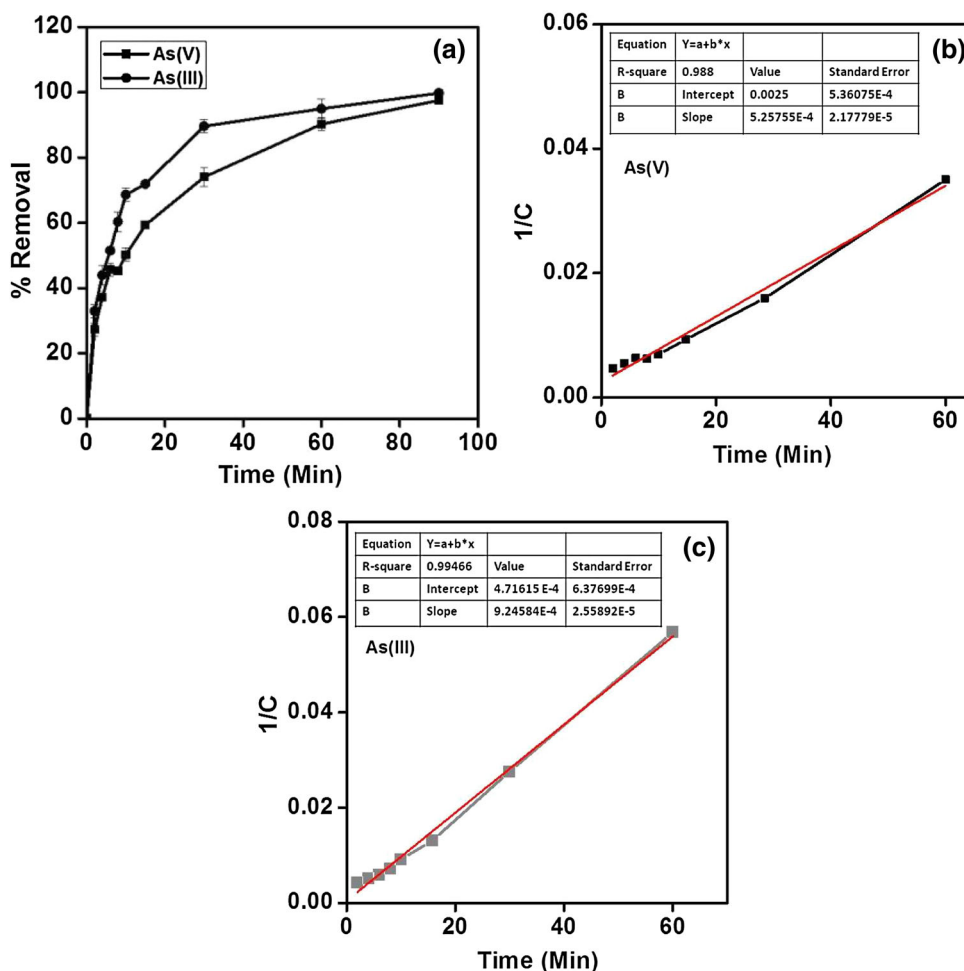 (a)
As(V)
As(III)
% Removal
120
100
80
60
40
20
0
0 20 40 60 80 100
Time (Min)
(b)
Equation Y=a+b*x
R-square 0.988 Value Standard Error
B Intercept 0.0025 5.36075E-4
B Slope 5.25755E-4 2.17779E-5
As(V)
1/C
0.06
0.04
0.02
0.00
0 20 40 60
Time (Min)
(c)
Equation Y=a+b*x
R-square 0.99466 Value Standard Error
B Intercept 4.71615 E-4 6.37699E-4
B Slope 9.24584E-4 2.55892E-5
As(III)
1/C
0.08
0.06
0.04
0.02
0.00
0 20 40 60
Time (Min)